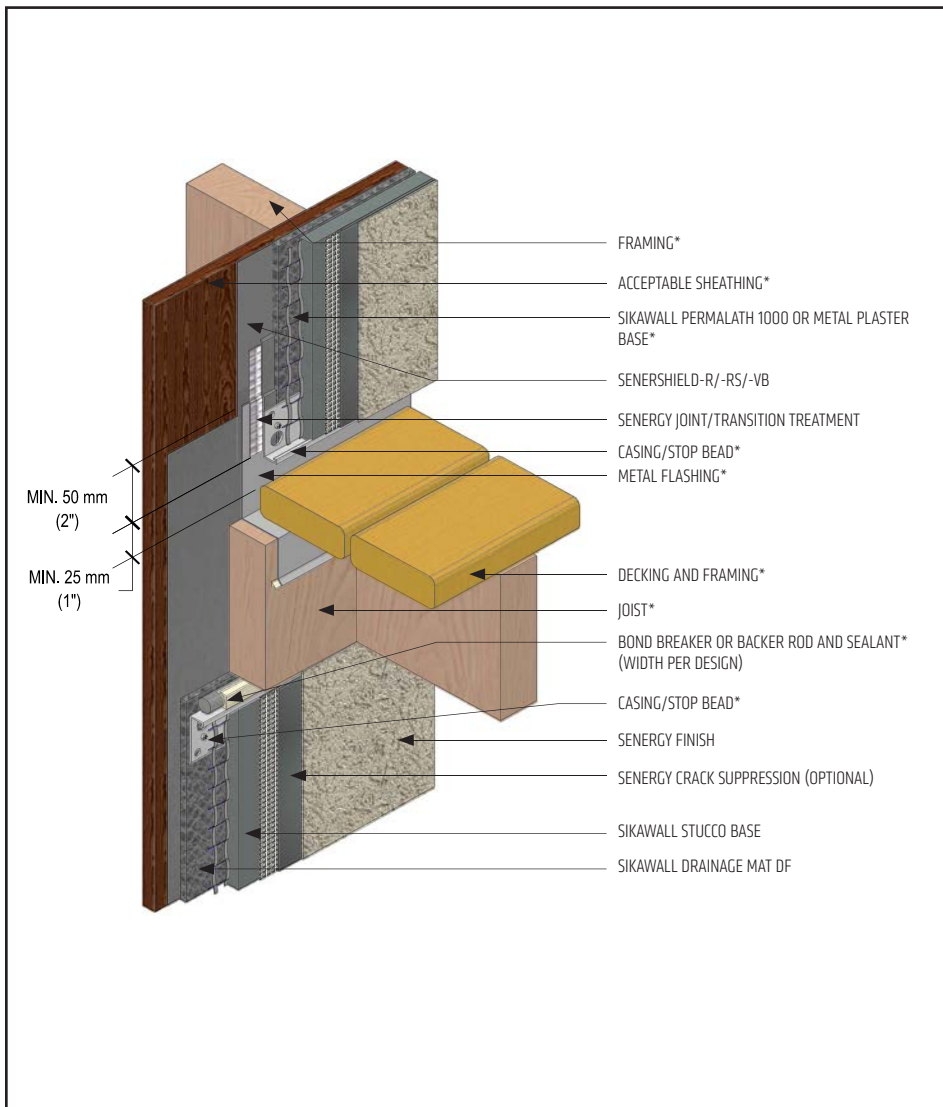 FRAMING*
ACCEPTABLE SHEATHING*
SIKAWALL PERMALATH 1000 OR METAL PLASTER
BASE*
SENERSHIELD-R/-RS/-VB
SENERGY JOINT/TRANSITION TREATMENT
CASING/STOP BEAD*
METAL FLASHING*
MIN. 50 mm
(2")
MIN. 25 mm
(1")
DECKING AND FRAMING*
JOIST*
BOND BREAKER OR BACKER ROD AND SEALANT*
(WIDTH PER DESIGN)
CASING/STOP BEAD*
SENERGY FINISH
SENERGY CRACK SUPPRESSION (OPTIONAL)
SIKAWALL STUCCO BASE
SIKAWALL DRAINAGE MAT DF